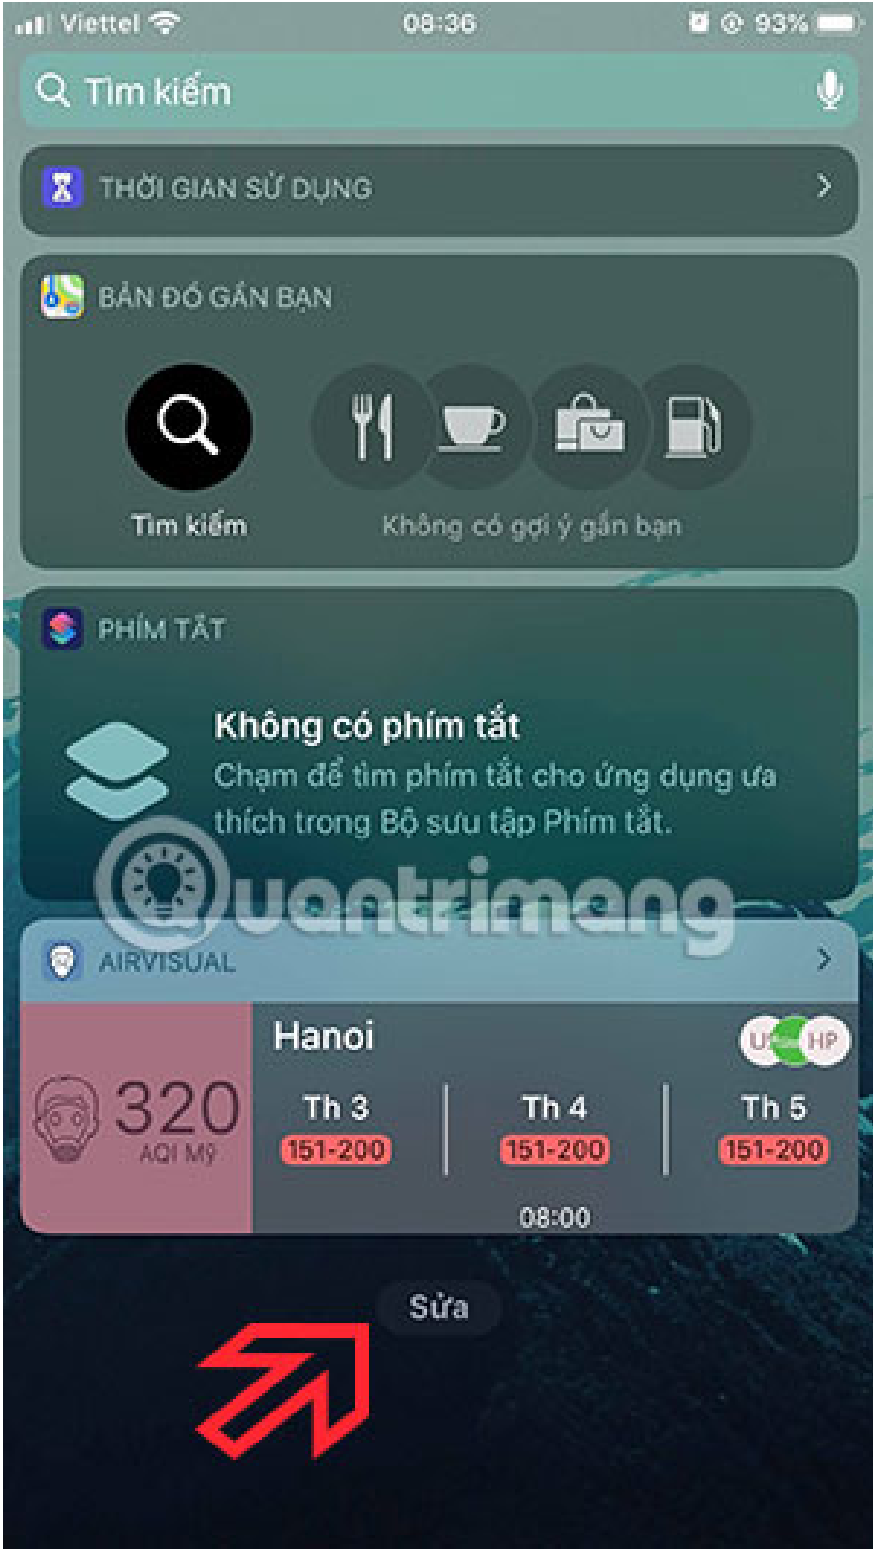 Viettel 08:36 93%
Tìm kiếm
THỜI GIAN SỬ DỤNG
BẢN ĐỒ GẦN BẠN
Tìm kiếm
Không có gợi ý gần bạn
PHÍM TẮT
Không có phím tắt
Chạm để tìm phím tắt cho ứng dụng ưa
thích trong Bộ sưu tập Phím tắt.
Quantrimang
AIRVISUAL
Hanoi
HP
320
AQI Mỹ
Th 3 Th 4 Th 5
151-200 151-200 151-200
08:00
Sửa